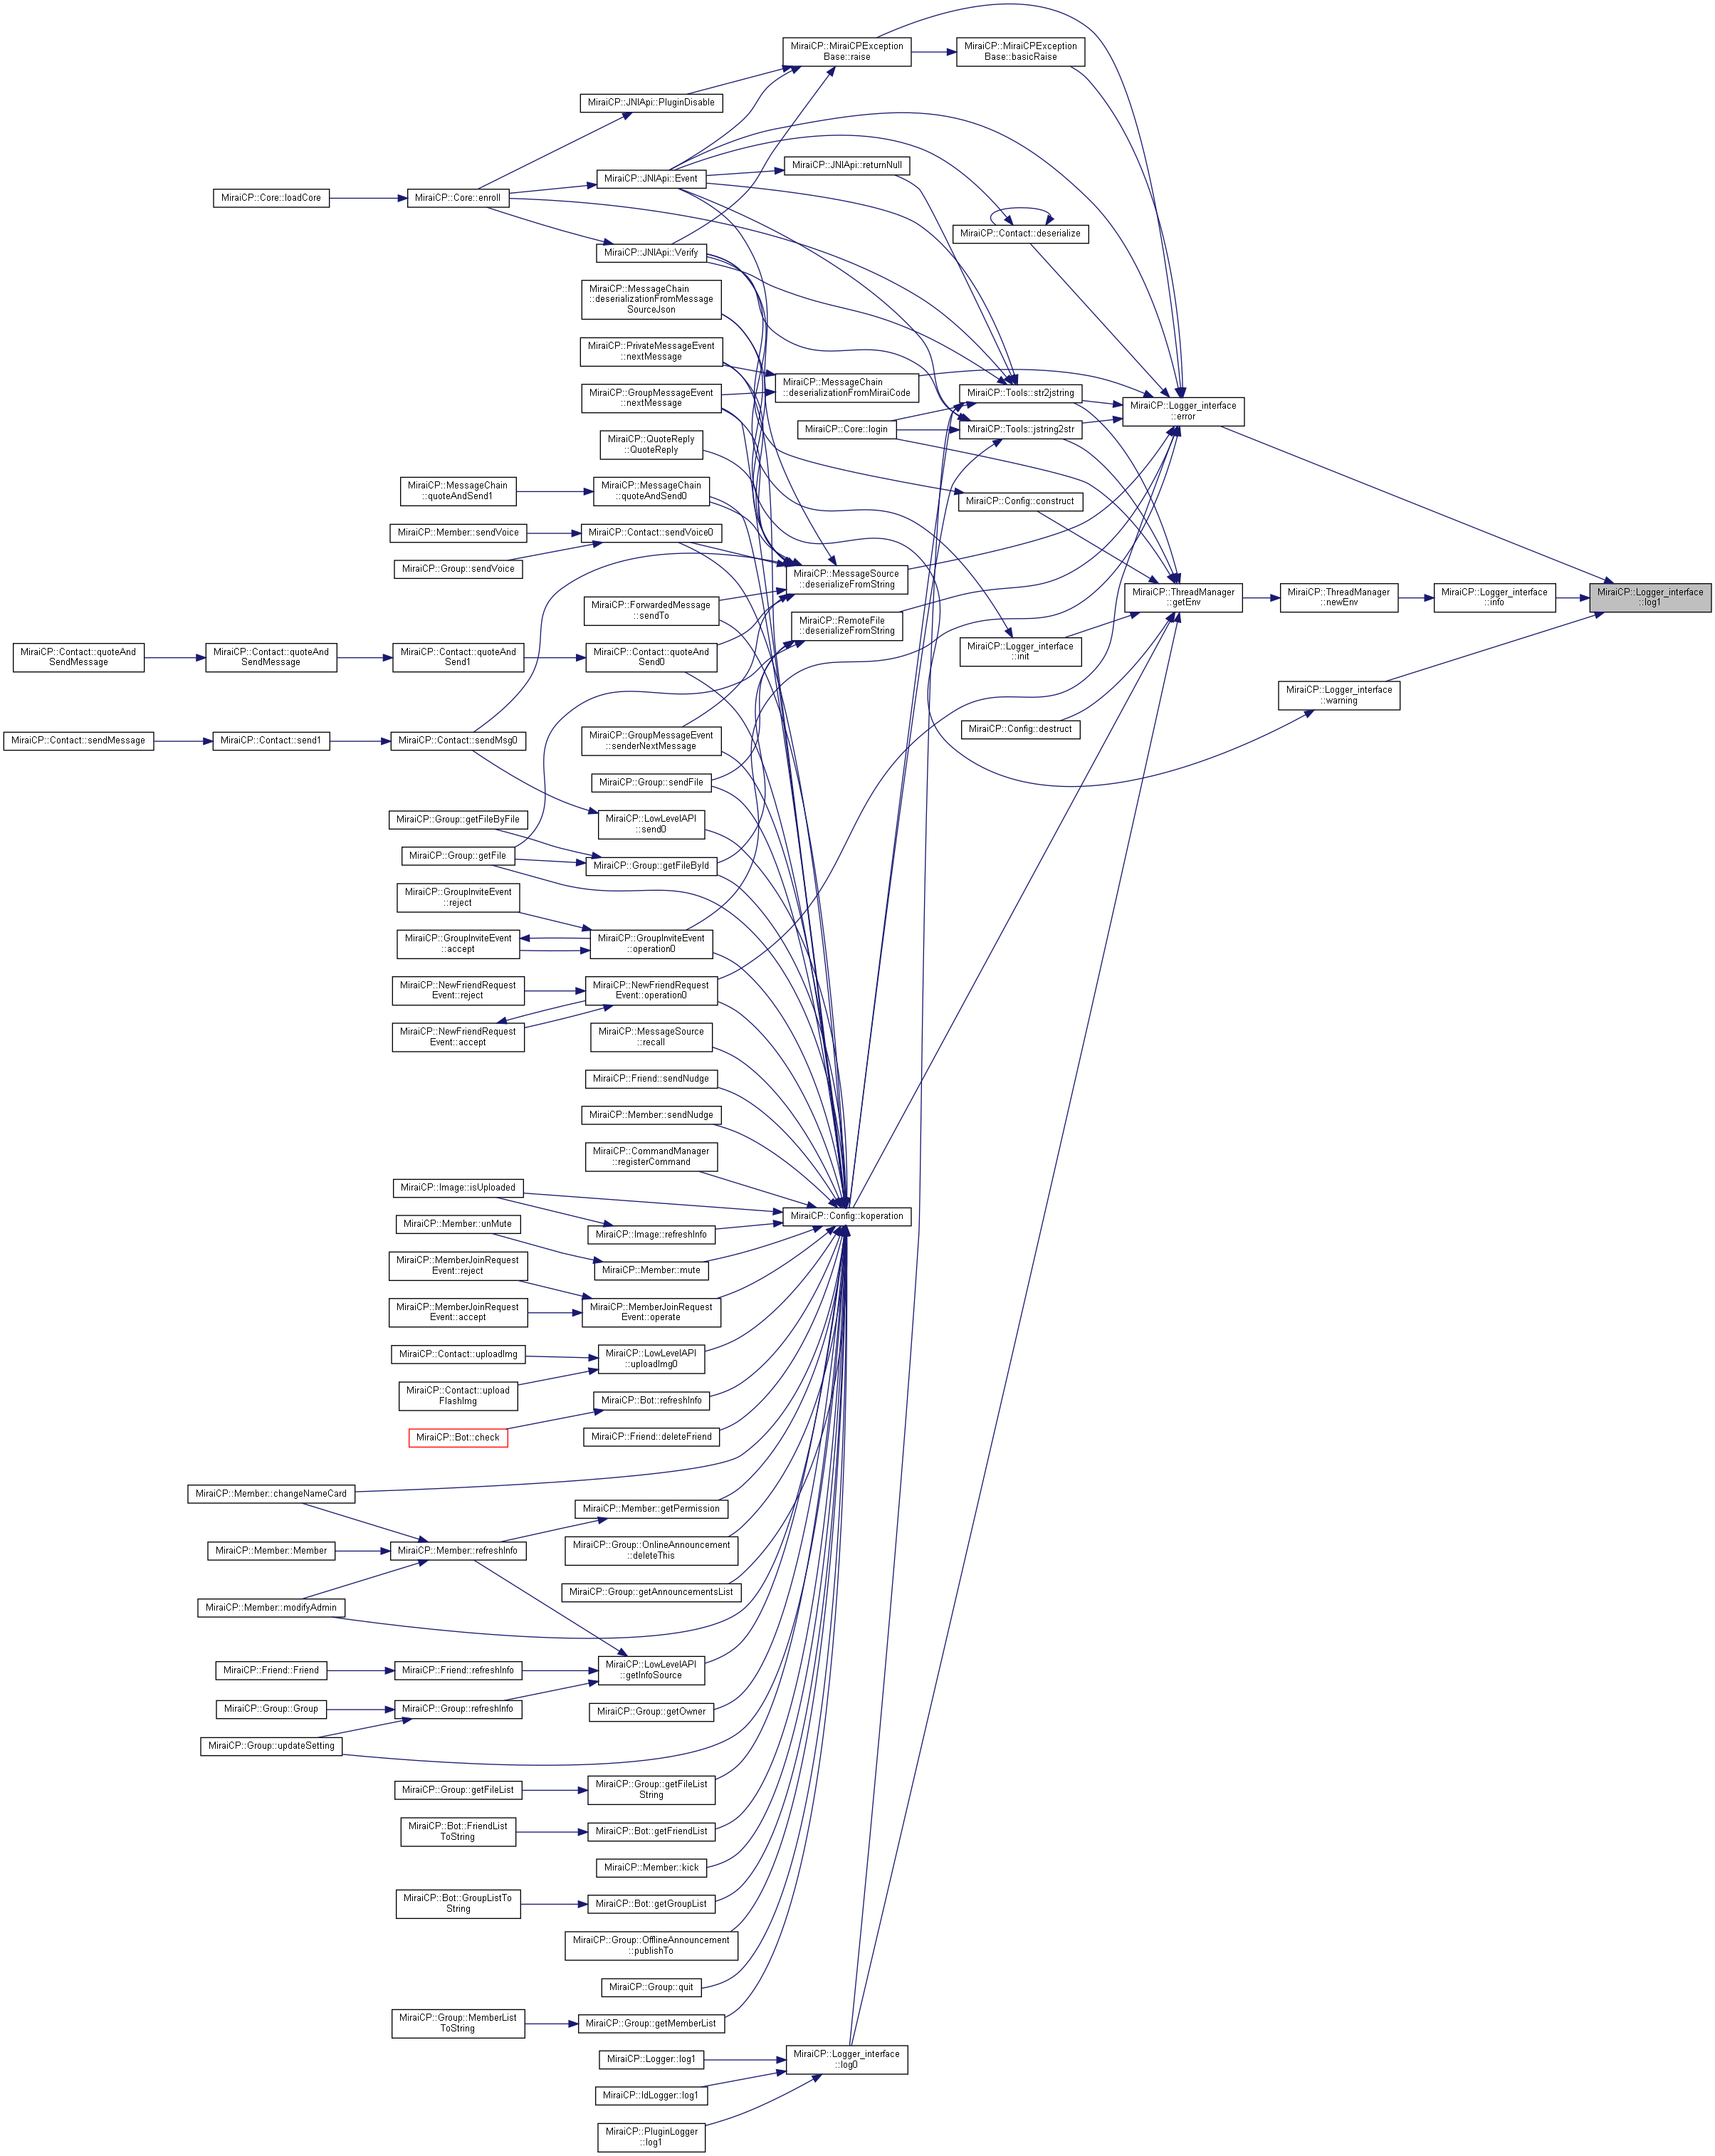 MiraiCP::MiraiCPException
Base::raise
MiraiCP::MiraiCPException
Base::basicRaise
MiraiCP::JNIApi::PluginDisable
MiraiCP::JNIApi::returnNull
MiraiCP::JNIApi::Event
MiraiCP::Core::loadCore
MiraiCP::Core::enroll
MiraiCP::Contact::deserialize
MiraiCP::JNIApi::Verify
MiraiCP::MessageChain
::deserializationFromMessage
SourceJson
MiraiCP::PrivateMessageEvent
::nextMessage
MiraiCP::MessageChain
::deserializationFromMiraiCode
MiraiCP::GroupMessageEvent
::nextMessage
MiraiCP::Tools::str2jstring
MiraiCP::Logger_interface
::error
MiraiCP::Core::login
MiraiCP::Tools::jstring2str
MiraiCP::QuoteReply
::QuoteReply
MiraiCP::MessageChain
::quoteAndSend1
MiraiCP::MessageChain
::quoteAndSend0
MiraiCP::Config::construct
MiraiCP::Member::sendVoice
MiraiCP::Contact::sendVoice0
MiraiCP::Group::sendVoice
MiraiCP::MessageSource
::deserializeFromString
MiraiCP::ThreadManager
::getEnv
MiraiCP::ThreadManager
::newEnv
MiraiCP::Logger_interface
::info
MiraiCP::Logger_interface
::log1
MiraiCP::ForwardedMessage
::sendTo
MiraiCP::RemoteFile
::deserializeFromString
MiraiCP::Contact::quoteAnd
SendMessage
MiraiCP::Contact::quoteAnd
SendMessage
MiraiCP::Contact::quoteAnd
Send1
MiraiCP::Contact::quoteAnd
Send0
MiraiCP::Logger_interface
::init
MiraiCP::Logger_interface
::warning
MiraiCP::Config::destruct
MiraiCP::Contact::sendMessage
MiraiCP::Contact::send1
MiraiCP::Contact::sendMsg0
MiraiCP::GroupMessageEvent
::senderNextMessage
MiraiCP::Group::sendFile
MiraiCP::Group::getFileByFile
MiraiCP::LowLevelAPI
::send0
MiraiCP::Group::getFile
MiraiCP::Group::getFileById
MiraiCP::GroupInviteEvent
::reject
MiraiCP::GroupInviteEvent
::accept
MiraiCP::GroupInviteEvent
::operation0
MiraiCP::NewFriendRequest
Event::reject
MiraiCP::NewFriendRequest
Event::operation0
MiraiCP::NewFriendRequest
Event::accept
MiraiCP::MessageSource
::recall
MiraiCP::Friend::sendNudge
MiraiCP::Member::sendNudge
MiraiCP::CommandManager
::registerCommand
MiraiCP::Image::isUploaded
MiraiCP::Config::koperation
MiraiCP::Member::unMute
MiraiCP::Image::refreshInfo
MiraiCP::MemberJoinRequest
Event::reject
MiraiCP::Member::mute
MiraiCP::MemberJoinRequest
Event::accept
MiraiCP::MemberJoinRequest
Event::operate
MiraiCP::Contact::uploadImg
MiraiCP::LowLevelAPI
::uploadImg0
MiraiCP::Contact::upload
FlashImg
MiraiCP::Bot::refreshInfo
MiraiCP::Bot::check
MiraiCP::Friend::deleteFriend
MiraiCP::Member::changeNameCard
MiraiCP::Member::getPermission
MiraiCP::Member::Member
MiraiCP::Member::refreshInfo
MiraiCP::Group::OnlineAnnouncement
::deleteThis
MiraiCP::Group::getAnnouncementsList
MiraiCP::Member::modifyAdmin
MiraiCP::Friend::Friend
MiraiCP::Friend::refreshInfo
MiraiCP::LowLevelAPI
::getInfoSource
MiraiCP::Group::Group
MiraiCP::Group::refreshInfo
MiraiCP::Group::getOwner
MiraiCP::Group::updateSetting
MiraiCP::Group::getFileList
MiraiCP::Group::getFileList
String
MiraiCP::Bot::FriendList
ToString
MiraiCP::Bot::getFriendList
MiraiCP::Member::kick
MiraiCP::Bot::GroupListTo
String
MiraiCP::Bot::getGroupList
MiraiCP::Group::OfflineAnnouncement
::publishTo
MiraiCP::Group::quit
MiraiCP::Group::MemberList
ToString
MiraiCP::Group::getMemberList
MiraiCP::Logger::log1
MiraiCP::Logger_interface
::log0
MiraiCP::IdLogger::log1
MiraiCP::PluginLogger
::log1